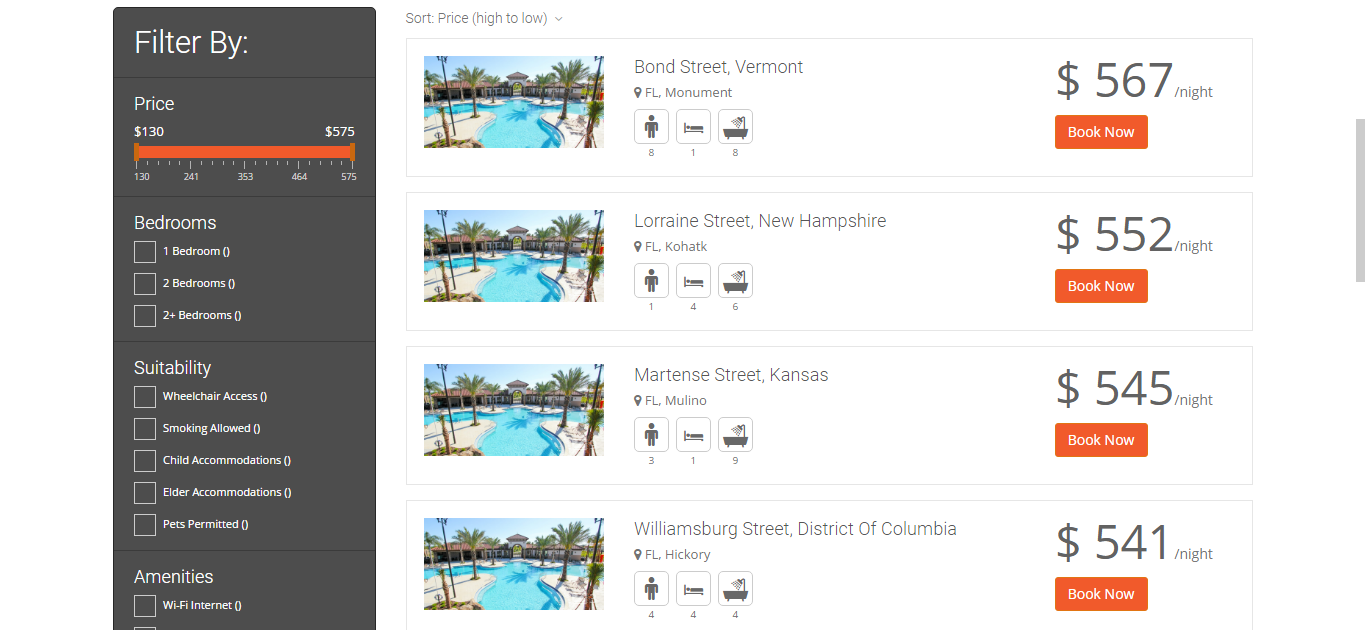 Filter By:
Price
$130 $575
130 241 353 464 575
Bedrooms
1 Bedroom ()
2 Bedrooms ()
2+ Bedrooms ()
Suitability
Wheelchair Access ()
Smoking Allowed ()
Child Accommodations ()
Elder Accommodations ()
Pets Permitted ()
Amenities
Wi-Fi Internet ()
Sort: Price (high to low)
Bond Street, Vermont
FL, Monument
8 1 8
$ 567/night
Book Now
Lorraine Street, New Hampshire
FL, Kohatk
1 4 6
$ 552/night
Book Now
Martense Street, Kansas
FL, Mulino
3 1 9
$ 545/night
Book Now
Williamsburg Street, District Of Columbia
FL, Hickory
4 4 4
$ 541/night
Book Now